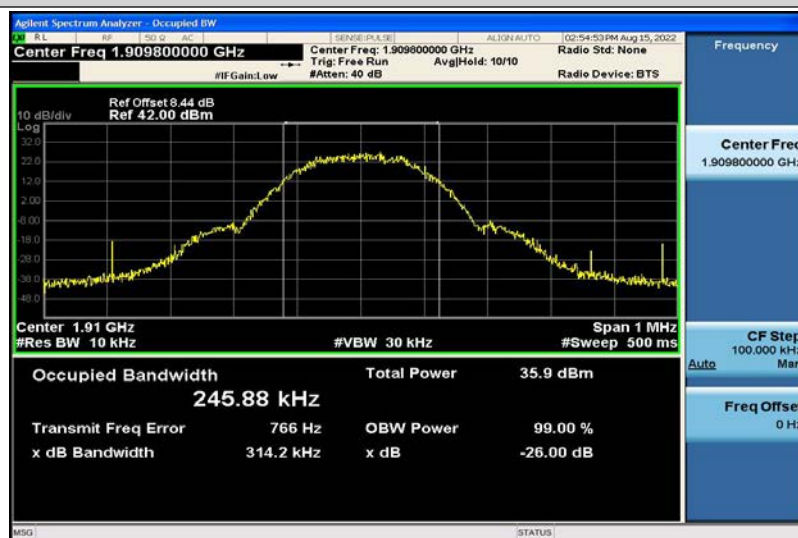 Agilent Spectrum Analyzer - Occupied BW
RL RF 50 Ω AC SENSE:PULSE ALIGN AUTO 02:54:53 PM Aug 15, 2022
Center Freq 1.909800000 GHz
Center Freq: 1.909800000 GHz
Radio Std: None
Trig: Free Run Avg|Hold: 10/10
#IFGain:Low #Atten: 40 dB Radio Device: BTS
Ref Offset 8.44 dB
10 dB/div Ref 42.00 dBm
Log
32.0
22.0
12.0
2.00
-8.00
-18.0
-28.0
-38.0
-48.0
Center 1.91 GHz Span 1 MHz
#Res BW 10 kHz #VBW 30 kHz #Sweep 500 ms
Occupied Bandwidth Total Power 35.9 dBm
245.88 kHz
Transmit Freq Error 766 Hz OBW Power 99.00 %
x dB Bandwidth 314.2 kHz x dB -26.00 dB
MSG STATUS
Frequency
Center Freq
1.909800000 GHz
CF Step
100.000 kHz
Auto Man
Freq Offset
0 Hz